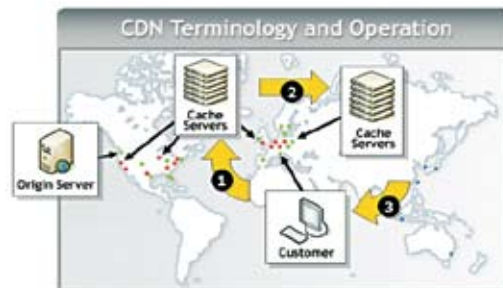 CDN Terminology and Operation
2
Cache
Servers
Cache
Servers
Origin Server
1
3
Customer